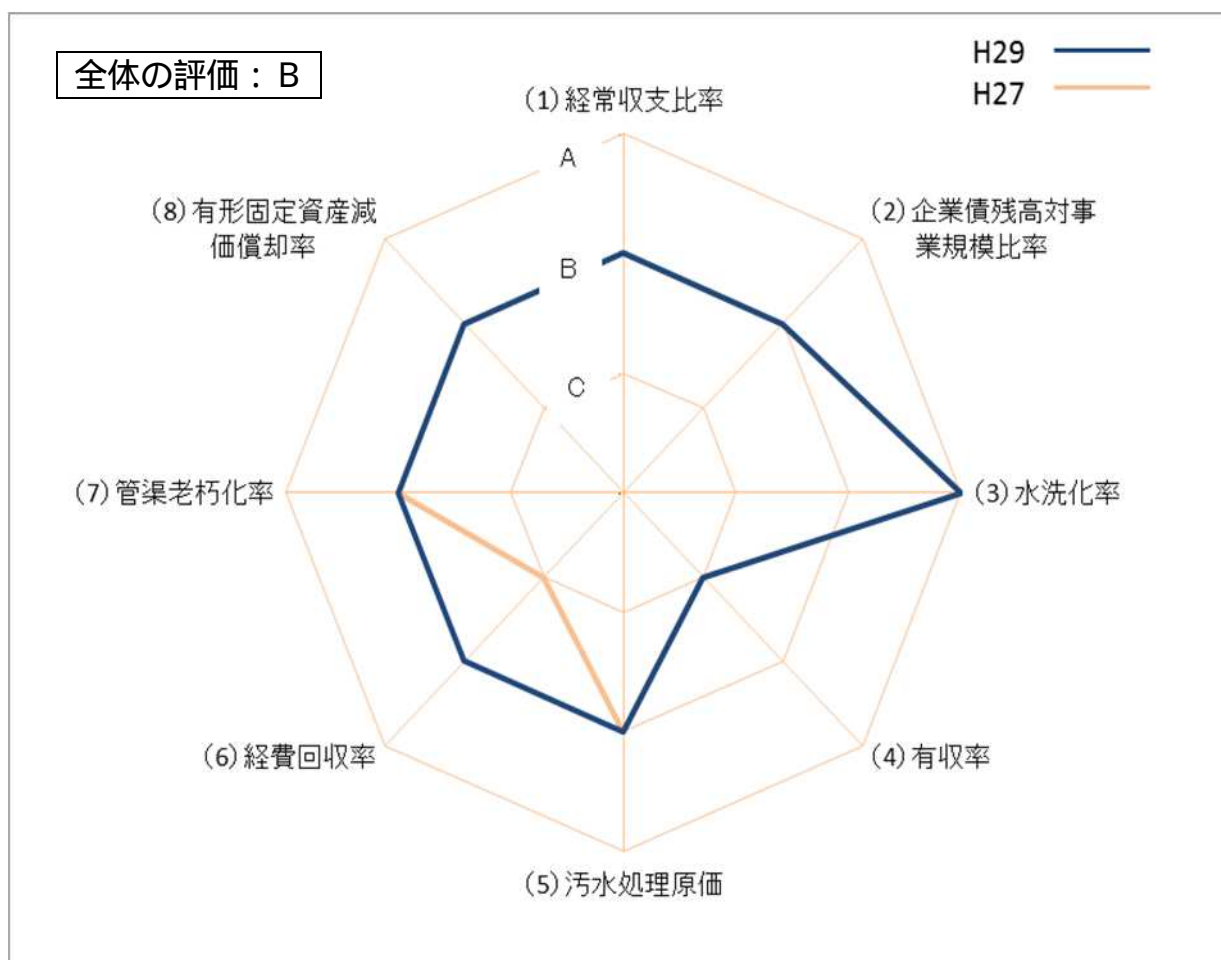 全体の評価：B
H29
H27
(1)経常収支比率
A
B
C
(2)企業債残高対事
業規模比率
(3)水洗化率
(4)有収率
(5)汚水処理原価
(6)経費回収率
(7)管渠老朽化率
(8)有形固定資産減
価償却率